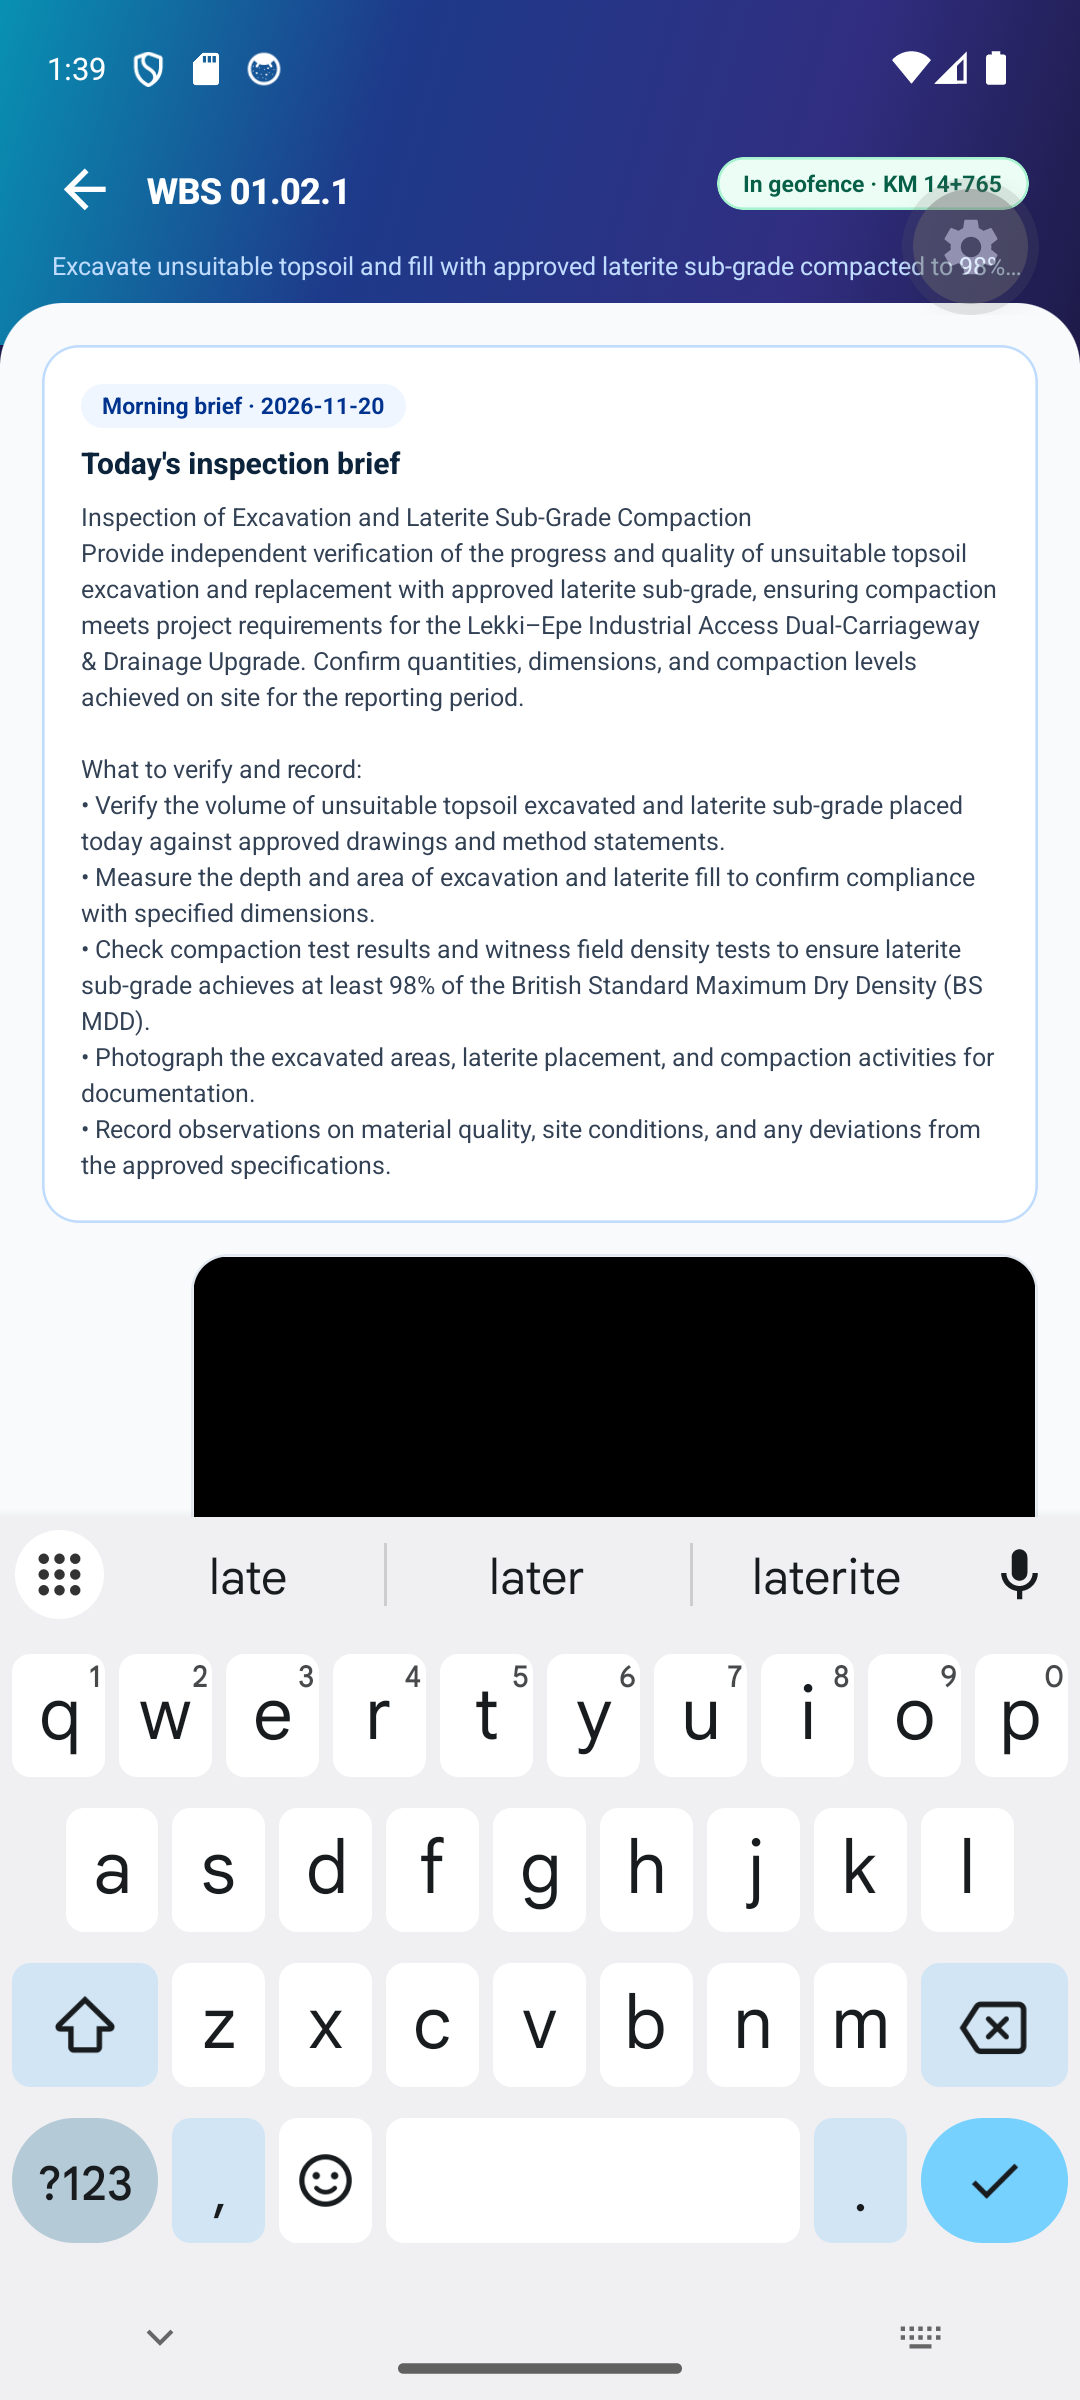 1:39
WBS 01.02.1
In geofence · KM 14+765
Excavate unsuitable topsoil and fill with approved laterite sub-grade compacted to 98%...
Morning brief · 2026-11-20
Today's inspection brief
Inspection of Excavation and Laterite Sub-Grade Compaction
Provide independent verification of the progress and quality of unsuitable topsoil
excavation and replacement with approved laterite sub-grade, ensuring compaction
meets project requirements for the Lekki–Epe Industrial Access Dual-Carriageway
& Drainage Upgrade. Confirm quantities, dimensions, and compaction levels
achieved on site for the reporting period.
What to verify and record:
• Verify the volume of unsuitable topsoil excavated and laterite sub-grade placed
today against approved drawings and method statements.
• Measure the depth and area of excavation and laterite fill to confirm compliance
with specified dimensions.
• Check compaction test results and witness field density tests to ensure laterite
sub-grade achieves at least 98% of the British Standard Maximum Dry Density (BS
MDD).
• Photograph the excavated areas, laterite placement, and compaction activities for
documentation.
• Record observations on material quality, site conditions, and any deviations from
the approved specifications.
late later laterite
q 1 w 2 e 3 r 4 t 5 y 6 u 7 i 8 o 9 p 0
a s d f g h j k l
z x c v b n m
?123 , .